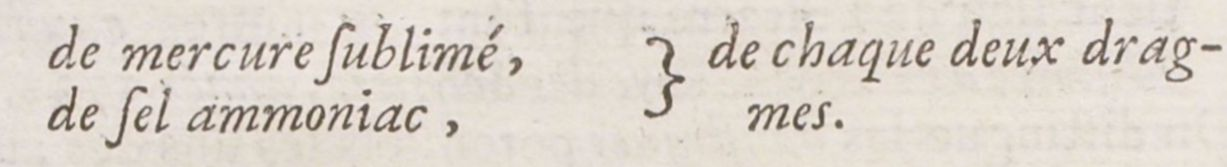 de mercure ſublimé, } de chaque deux drag-
de ſel ammoniac, mes.